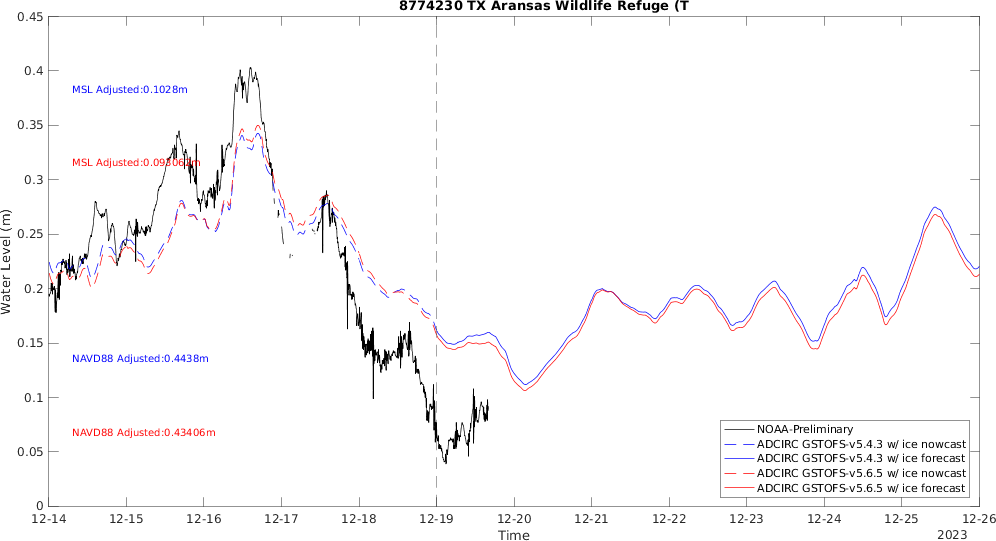 8774230 TX Aransas Wildlife Refuge (T
0.45
0.4
0.35
0.3
0.25
0.2
0.15
0.1
0.05
0
Water Level (m)
MSL Adjusted:0.1028m
MSL Adjusted:0.093062m
NAVD88 Adjusted:0.4438m
NAVD88 Adjusted:0.43406m
NOAA-Preliminary
ADCIRC GSTOFS-v5.4.3 w/ ice nowcast
ADCIRC GSTOFS-v5.4.3 w/ ice forecast
ADCIRC GSTOFS-v5.6.5 w/ ice nowcast
ADCIRC GSTOFS-v5.6.5 w/ ice forecast
12-14 12-15 12-16 12-17 12-18 12-19 12-20 12-21 12-22 12-23 12-24 12-25 12-26
Time
2023